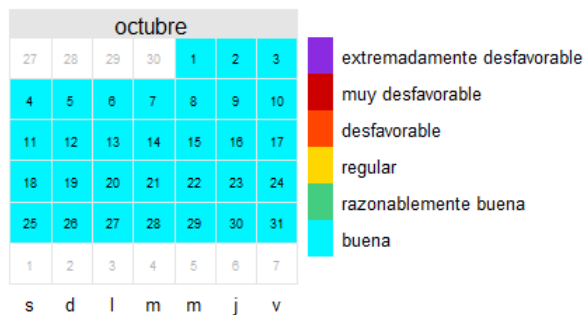 octubre
27 28 29 30 1 2 3
4 5 6 7 8 9 10
11 12 13 14 15 16 17
18 19 20 21 22 23 24
25 26 27 28 29 30 31
1 2 3 4 5 6 7
s d l m m j v
extremadamente desfavorable
muy desfavorable
desfavorable
regular
razonablemente buena
buena